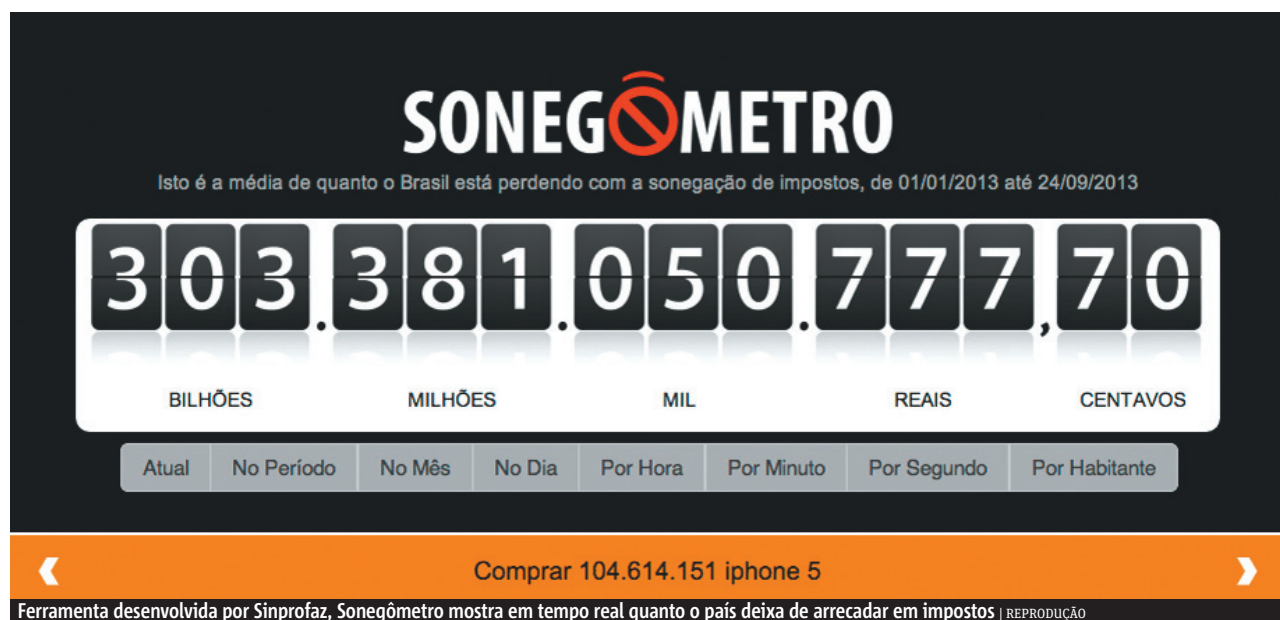 SONEGÔMETRO
Isto é a média de quanto o Brasil está perdendo com a sonegação de impostos, de 01/01/2013 até 24/09/2013
303.381.050.777,70
BILHÕES MILHÕES MIL REAIS CENTAVOS
Atual No Período No Mês No Dia Por Hora Por Minuto Por Segundo Por Habitante
Comprar 104.614.151 iphone 5
Ferramenta desenvolvida por Sinprofaz, Sonegômetro mostra em tempo real quanto o país deixa de arrecadar em impostos | REPRODUÇÃO